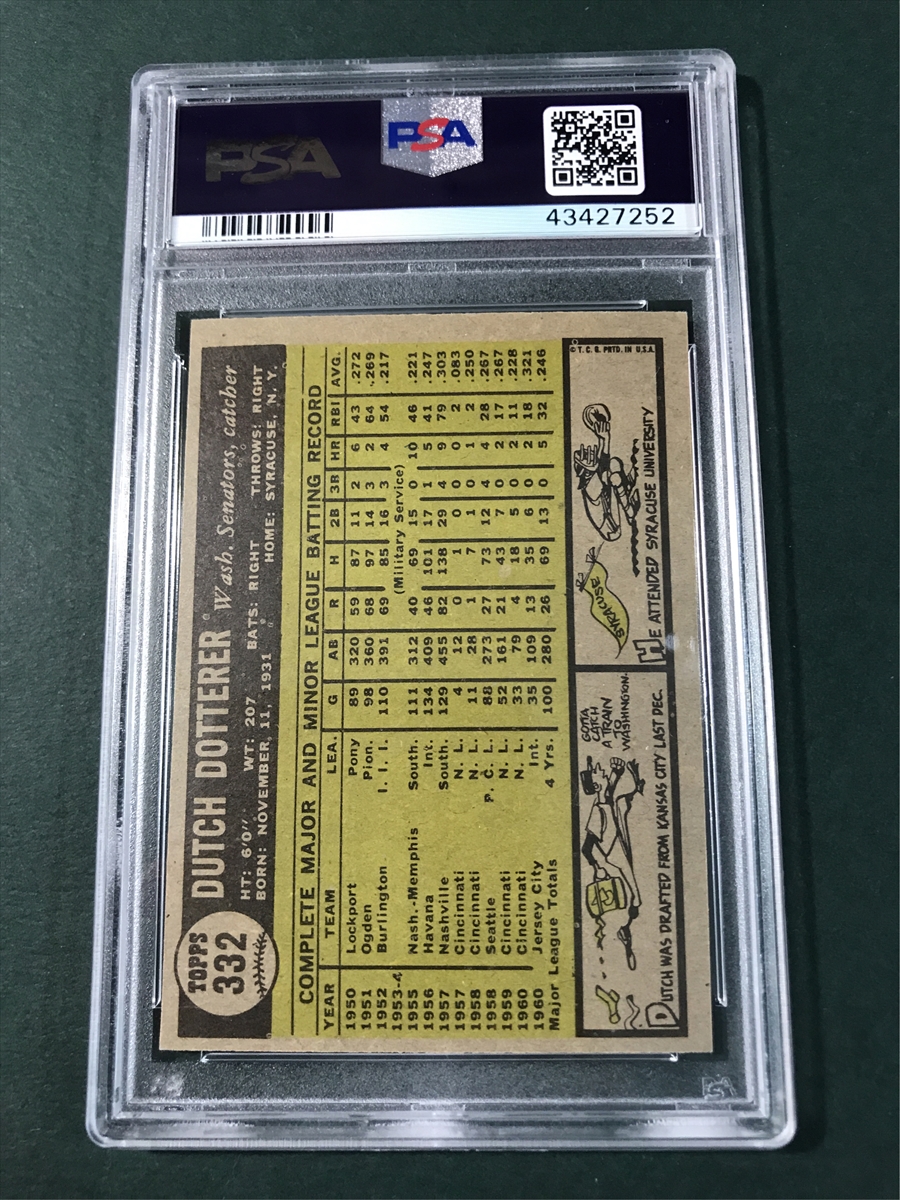 PSA
PSA
43427252
TOPPS
332
DUTCH DOTTERER Wash. Senators, catcher
HT: 6'0" WT: 207 BATS: RIGHT THROWS: RIGHT
BORN: NOVEMBER, 11, 1931 HOME: SYRACUSE, N. Y.
COMPLETE MAJOR AND MINOR LEAGUE BATTING RECORD
YEAR TEAM LEA. G AB R H 2B 3B HR RBI AVG.
1950 Lockport Pony 89 320 59 87 11 2 6 43 .272
1951 Ogden Pion. 98 360 68 97 14 3 2 64 .269
1952 Burlington I. I. I. 110 391 69 85 16 3 4 54 .217
1953-4 (Military Service)
1955 Nash.-Memphis South. 111 312 40 69 15 0 10 46 .221
1956 Havana Int. 134 409 46 101 17 1 5 41 .247
1957 Nashville South. 129 455 82 138 29 4 9 79 .303
1957 Cincinnati N. L. 4 12 0 1 0 0 0 2 .083
1958 Cincinnati N. L. 11 28 1 7 1 0 1 2 .250
1958 Seattle P. C. L. 88 273 27 73 12 4 4 28 .267
1959 Cincinnati N. L. 52 161 21 43 7 0 2 17 .267
1960 Cincinnati N. L. 33 79 4 18 5 0 2 11 .228
1960 Jersey City Int. 35 109 13 35 6 0 2 18 .321
Major League Totals 4 Yrs. 100 280 26 69 13 0 5 32 .246
GOTTA
CATCH
A TRAIN
TO
WASHINGTON.
DUTCH WAS DRAFTED FROM KANSAS CITY LAST DEC.
SYRACUSE
HE ATTENDED SYRACUSE UNIVERSITY
© T. C. G. PRTD. IN U.S.A.